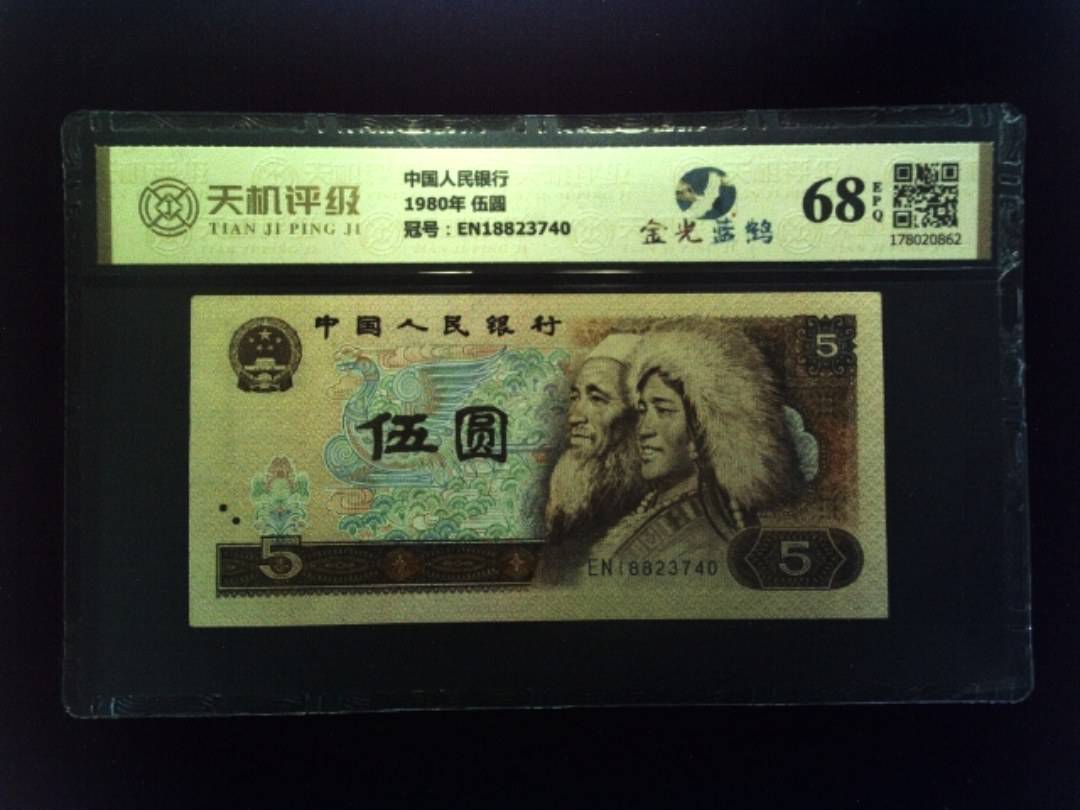 天机评级
TIAN JI PING JI
中国人民银行
1980年 伍圆
冠号：EN18823740
金光蓝鹤
68
EPQ
178020862
中国人民银行
5
伍圆
5
EN18823740
5